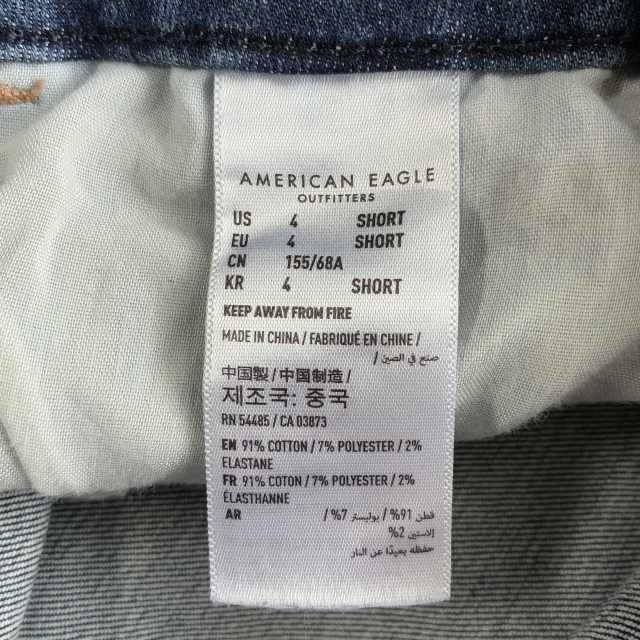 AMERICAN EAGLE
OUTFITTERS
US 4 SHORT
EU 4 SHORT
CN 155/68A
KR 4 SHORT
KEEP AWAY FROM FIRE
MADE IN CHINA / FABRIQUÉ EN CHINE /
صنع في الصين /
中国製 / 中国制造 /
제조국: 중국
RN 54485 / CA 03873
EN 91% COTTON / 7% POLYESTER / 2%
ELASTANE
FR 91% COTON / 7% POLYESTER / 2%
ÉLASTHANNE
AR قطن 91% / بوليستر 7% /
إلاستين 2%
حفظه بعيدًا عن النار